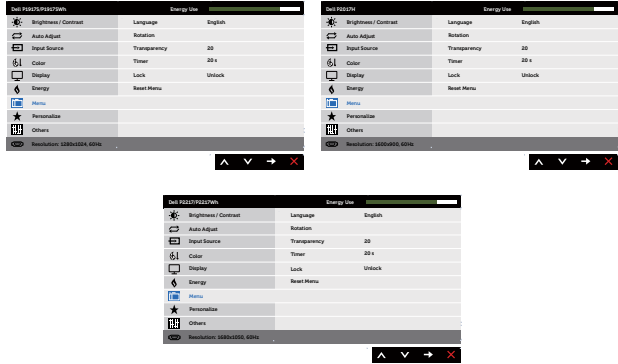 Dell P1917S/P1917SWh Energy Use
Brightness / Contrast Language English
Auto Adjust Rotation
Input Source Transparency 20
Color Timer 20 s
Display Lock Unlock
Energy Reset Menu
Menu
Personalize
Others
Resolution: 1280x1024, 60Hz
Dell P2017H Energy Use
Brightness / Contrast Language English
Auto Adjust Rotation
Input Source Transparency 20
Color Timer 20 s
Display Lock Unlock
Energy Reset Menu
Menu
Personalize
Others
Resolution: 1600x900, 60Hz
Dell P2217/P2217Wh Energy Use
Brightness / Contrast Language English
Auto Adjust Rotation
Input Source Transparency 20
Color Timer 20 s
Display Lock Unlock
Energy Reset Menu
Menu
Personalize
Others
Resolution: 1680x1050, 60Hz